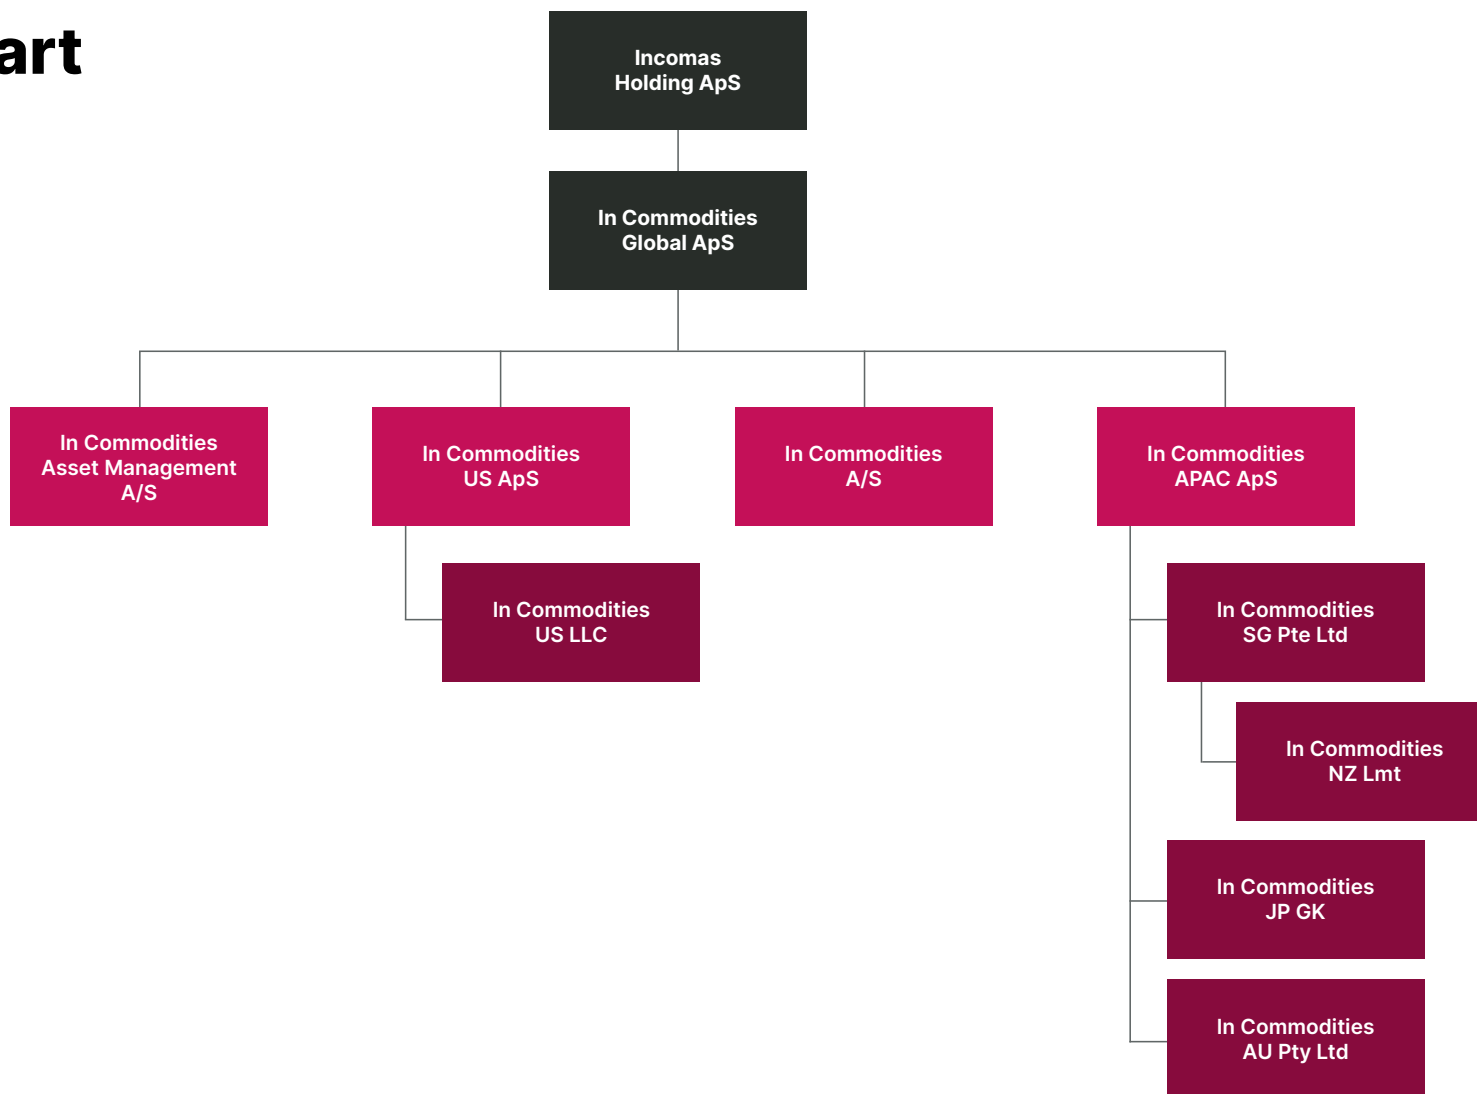 art
Incomas
Holding ApS
In Commodities
Global ApS
In Commodities
Asset Management
A/S
In Commodities
US ApS
In Commodities
A/S
In Commodities
APAC ApS
In Commodities
US LLC
In Commodities
SG Pte Ltd
In Commodities
NZ Lmt
In Commodities
JP GK
In Commodities
AU Pty Ltd